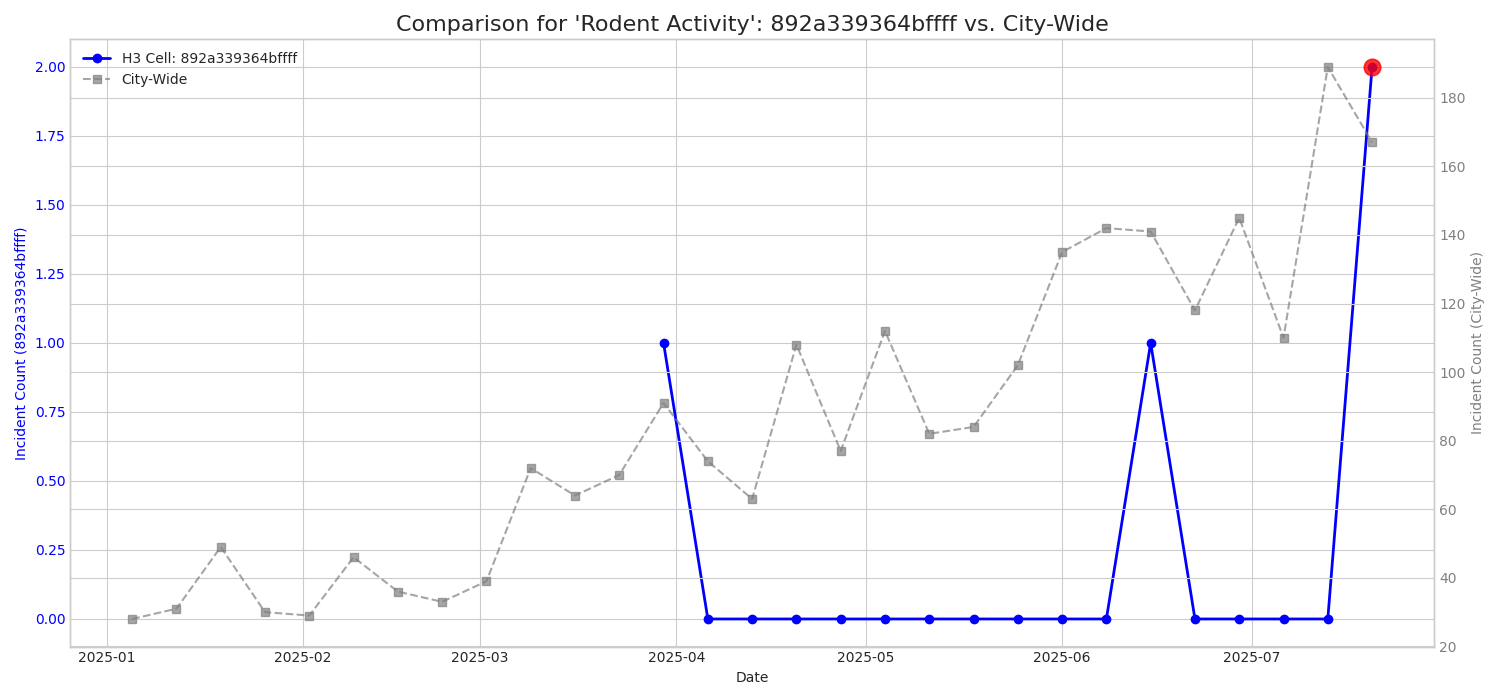 Comparison for 'Rodent Activity': 892a339364bffff vs. City-Wide
H3 Cell: 892a339364bffff
City-Wide
Incident Count (892a339364bffff)
2.00
1.75
1.50
1.25
1.00
0.75
0.50
0.25
0.00
180
160
140
120
100
80
60
40
20
Incident Count (City-Wide)
2025-01 2025-02 2025-03 2025-04 2025-05 2025-06 2025-07
Date